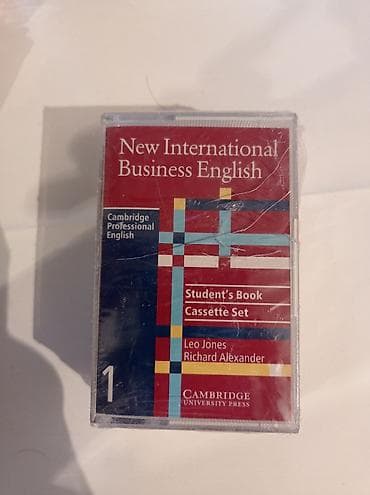 New International
Business English
Cambridge
Professional
English
Student's Book
Cassette Set
Leo Jones
Richard Alexander
1
CAMBRIDGE
UNIVERSITY PRESS